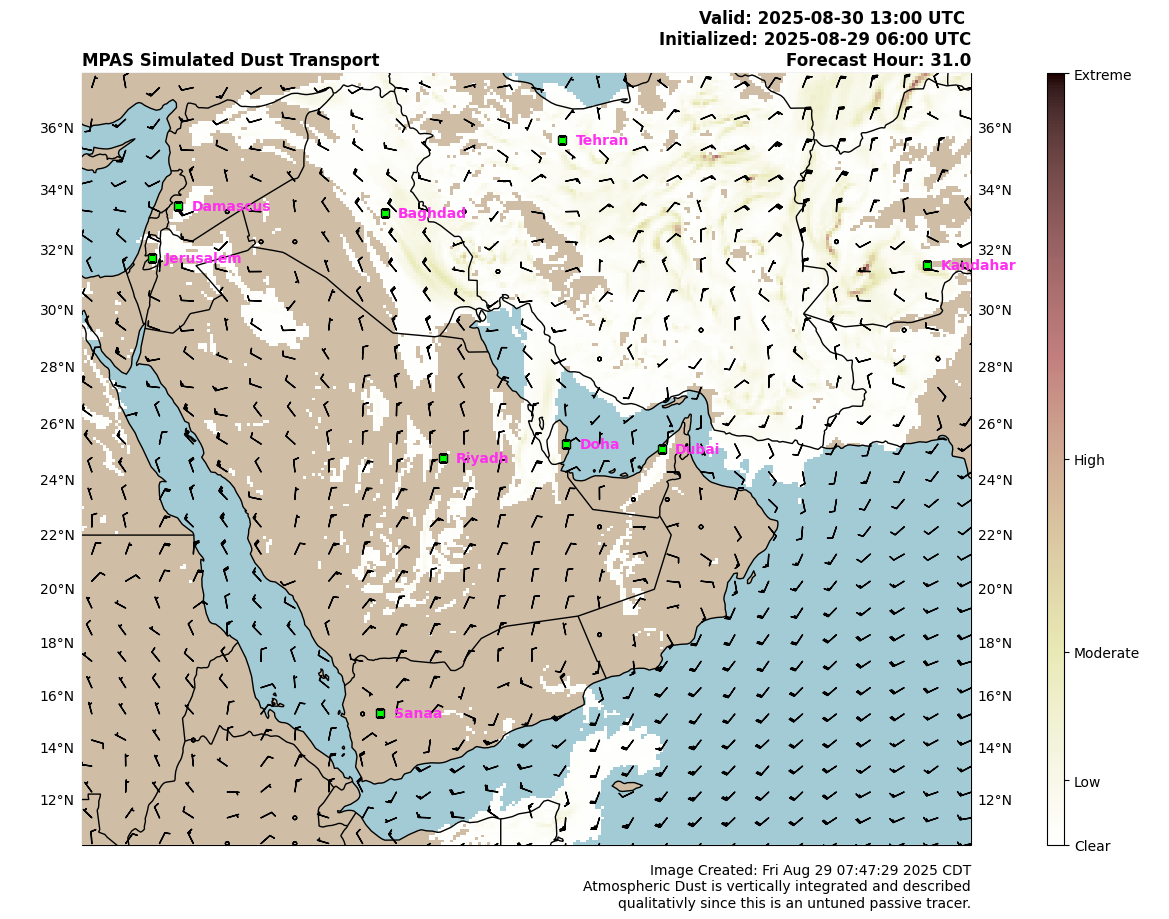 Valid: 2025-08-30 13:00 UTC
Initialized: 2025-08-29 06:00 UTC
MPAS Simulated Dust Transport
Forecast Hour: 31.0
Extreme
36°N
36°N
Tehran
34°N
34°N
Damascus
Baghdad
32°N
32°N
Jerusalem
Kandahar
30°N
30°N
28°N
28°N
26°N
26°N
Doha
Dubai
Riyadh
High
24°N
24°N
22°N
22°N
20°N
20°N
18°N
18°N
Moderate
16°N
16°N
Sanaa
14°N
14°N
Low
12°N
12°N
Clear
Image Created: Fri Aug 29 07:47:29 2025 CDT
Atmospheric Dust is vertically integrated and described
qualitativly since this is an untuned passive tracer.